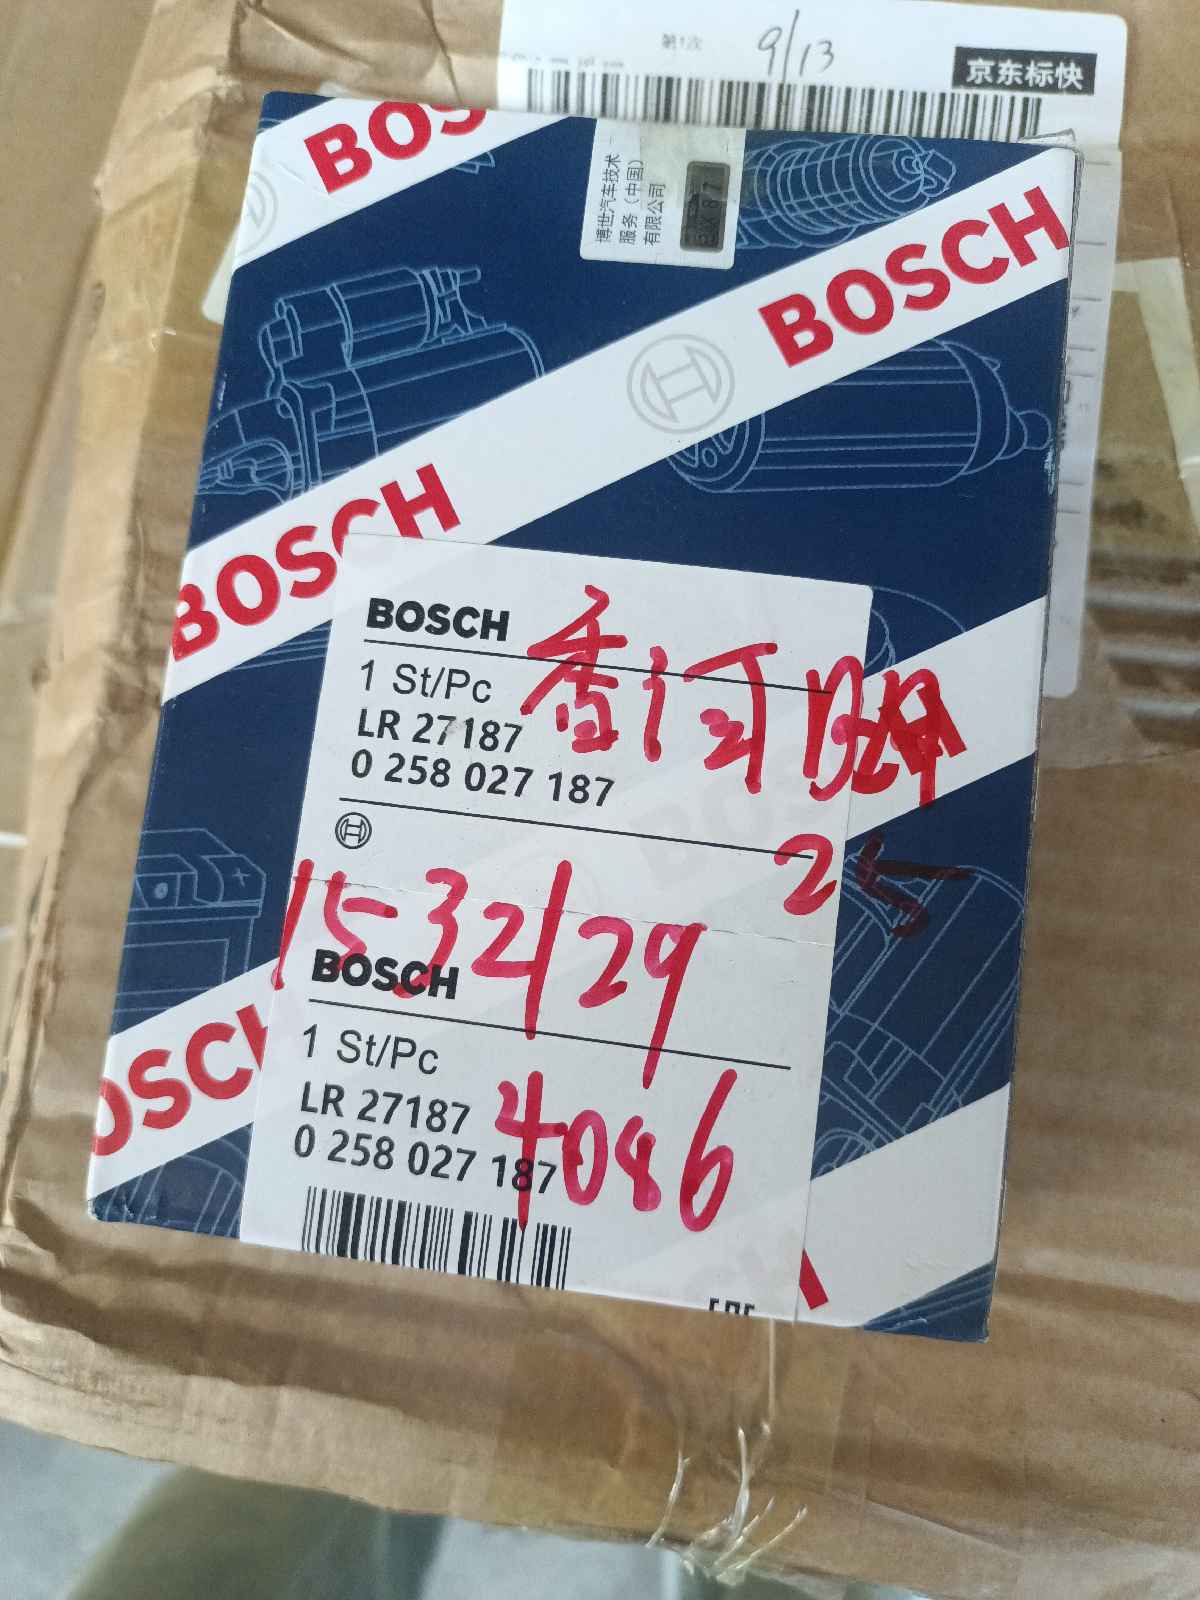 第1次
9/13
京东标快
BOSCH
博世汽车技术
服务（中国）
有限公司
BOSCH
BOSCH
BOSCH
1 St/Pc
LR 27187
0 258 027 187
香河
25
15.32/29
BOSCH
BOSCH
1 St/Pc
LR 27187
0 258 027 187
4086